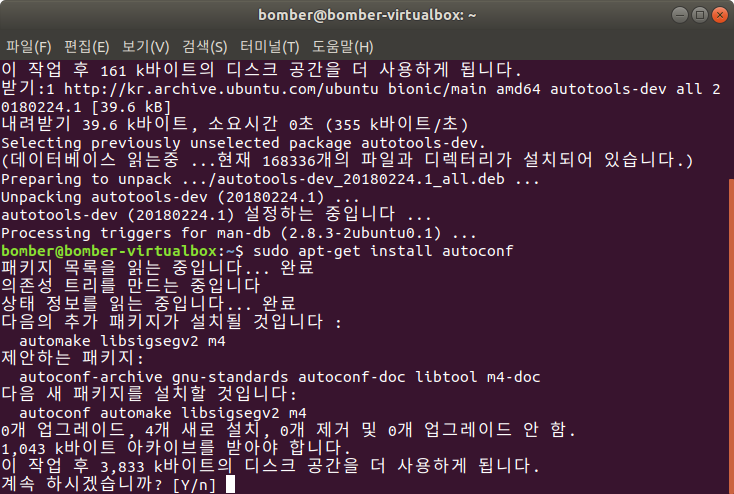 bomber@bomber-virtualbox: ~
파일(F) 편집(E) 보기(V) 검색(S) 터미널(T) 도움말(H)
이 작업 후 161 k바이트의 디스크 공간을 더 사용하게 됩니다.
받기:1 http://kr.archive.ubuntu.com/ubuntu bionic/main amd64 autotools-dev all 2
0180224.1 [39.6 kB]
내려받기 39.6 k바이트, 소요시간 0초 (355 k바이트/초)
Selecting previously unselected package autotools-dev.
(데이터베이스 읽는중 ...현재 168336개의 파일과 디렉터리가 설치되어 있습니다.)
Preparing to unpack .../autotools-dev_20180224.1_all.deb ...
Unpacking autotools-dev (20180224.1) ...
autotools-dev (20180224.1) 설정하는 중입니다 ...
Processing triggers for man-db (2.8.3-2ubuntu0.1) ...
bomber@bomber-virtualbox:~$ sudo apt-get install autoconf
패키지 목록을 읽는 중입니다... 완료
의존성 트리를 만드는 중입니다
상태 정보를 읽는 중입니다... 완료
다음의 추가 패키지가 설치될 것입니다 :
  automake libsigsegv2 m4
제안하는 패키지:
  autoconf-archive gnu-standards autoconf-doc libtool m4-doc
다음 새 패키지를 설치할 것입니다:
  autoconf automake libsigsegv2 m4
0개 업그레이드, 4개 새로 설치, 0개 제거 및 0개 업그레이드 안 함.
1,043 k바이트 아카이브를 받아야 합니다.
이 작업 후 3,833 k바이트의 디스크 공간을 더 사용하게 됩니다.
계속 하시겠습니까? [Y/n]